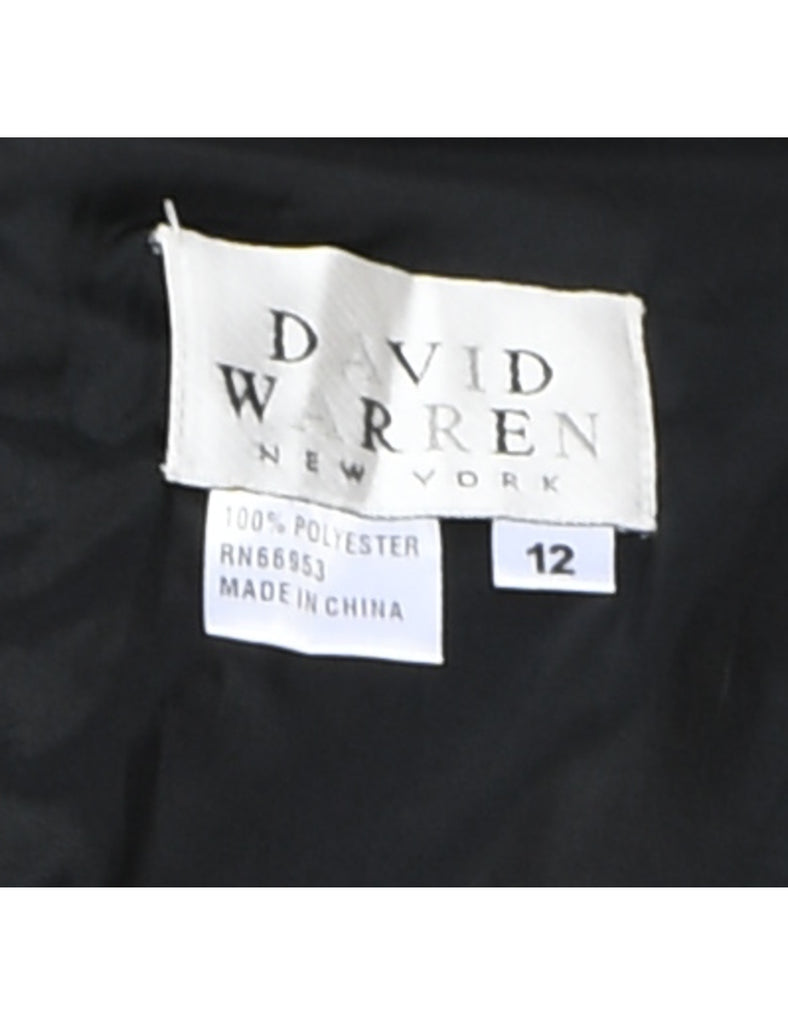 DAVID
WARREN
NEW YORK
100% POLYESTER
RN66953
MADE IN CHINA
12